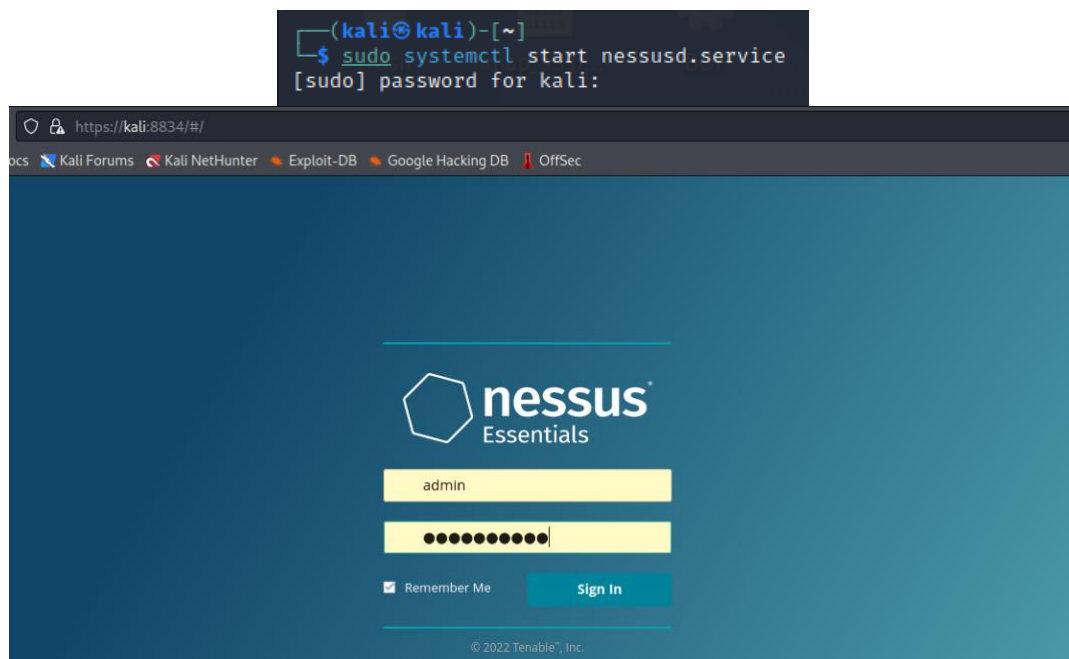 (kali㉿kali)-[~]
$ sudo systemctl start nessusd.service
[sudo] password for kali:
https://kali:8834/#/
ocs Kali Forums Kali NetHunter Exploit-DB Google Hacking DB OffSec
nessus
Essentials
admin
Remember Me Sign In
© 2022 Tenable™, Inc.